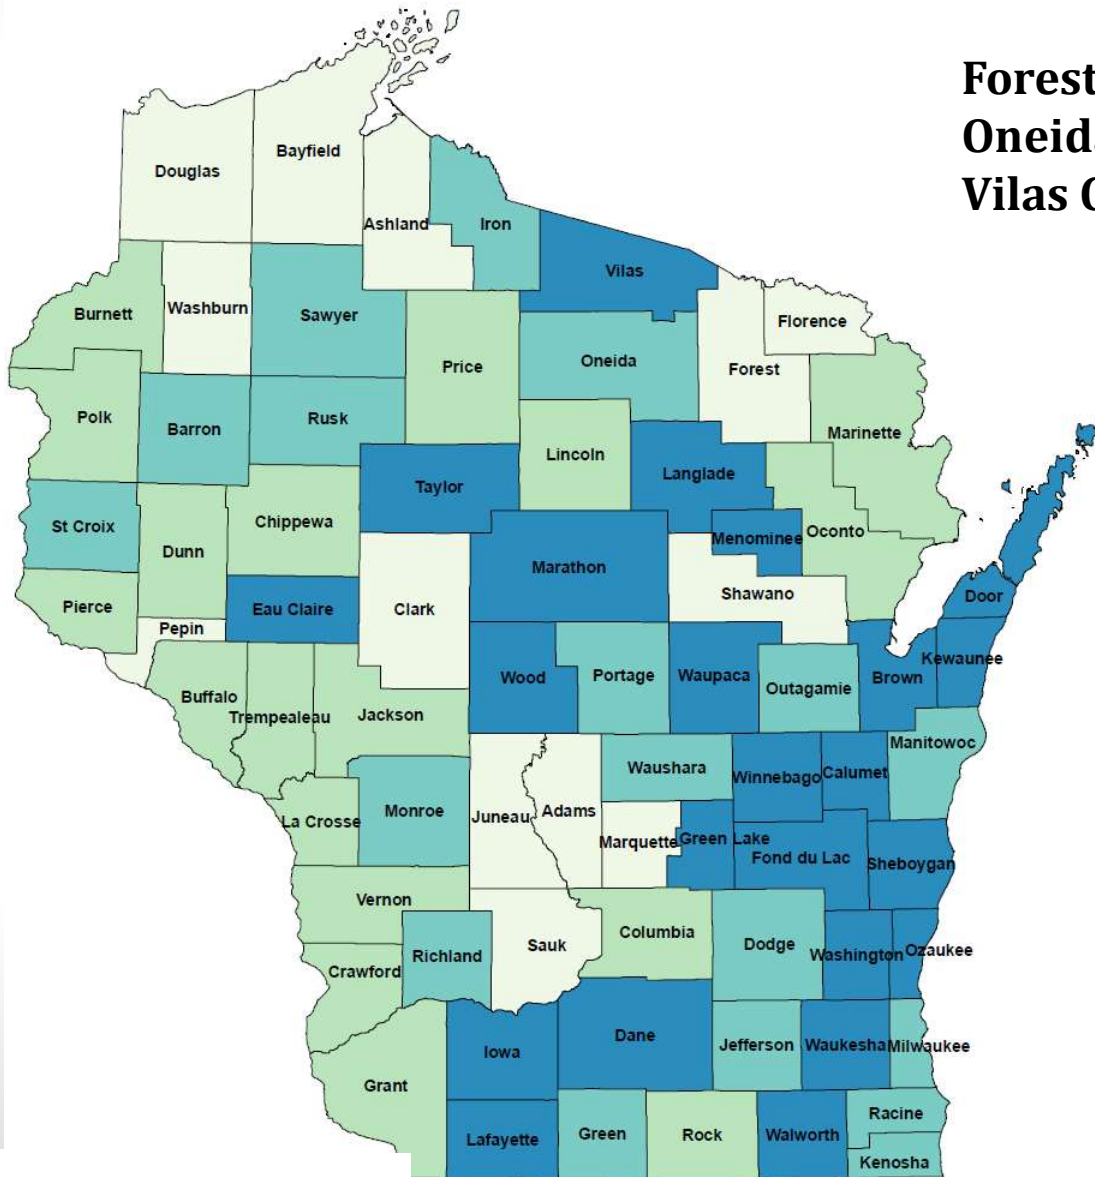 Forest
Oneida
Vilas
Bayfield
Douglas
Ashland
Iron
Vilas
Burnett
Washburn
Sawyer
Florence
Price
Oneida
Forest
Polk
Barron
Rusk
Marinette
Lincoln
Langlade
Taylor
St Croix
Chippewa
Oconto
Menominee
Dunn
Marathon
Shawano
Door
Pierce
Eau Claire
Clark
Pepin
Kewaunee
Wood
Portage
Waupaca
Outagamie
Brown
Buffalo
Trempealeau
Jackson
Manitowoc
Waushara
Winnebago
Calumet
Monroe
Juneau
Adams
La Crosse
Marquette
Green Lake
Fond du Lac
Sheboygan
Vernon
Columbia
Sauk
Dodge
Richland
Washington
Ozaukee
Crawford
Dane
Iowa
Jefferson
Waukesha
Milwaukee
Grant
Racine
Lafayette
Green
Rock
Walworth
Kenosha